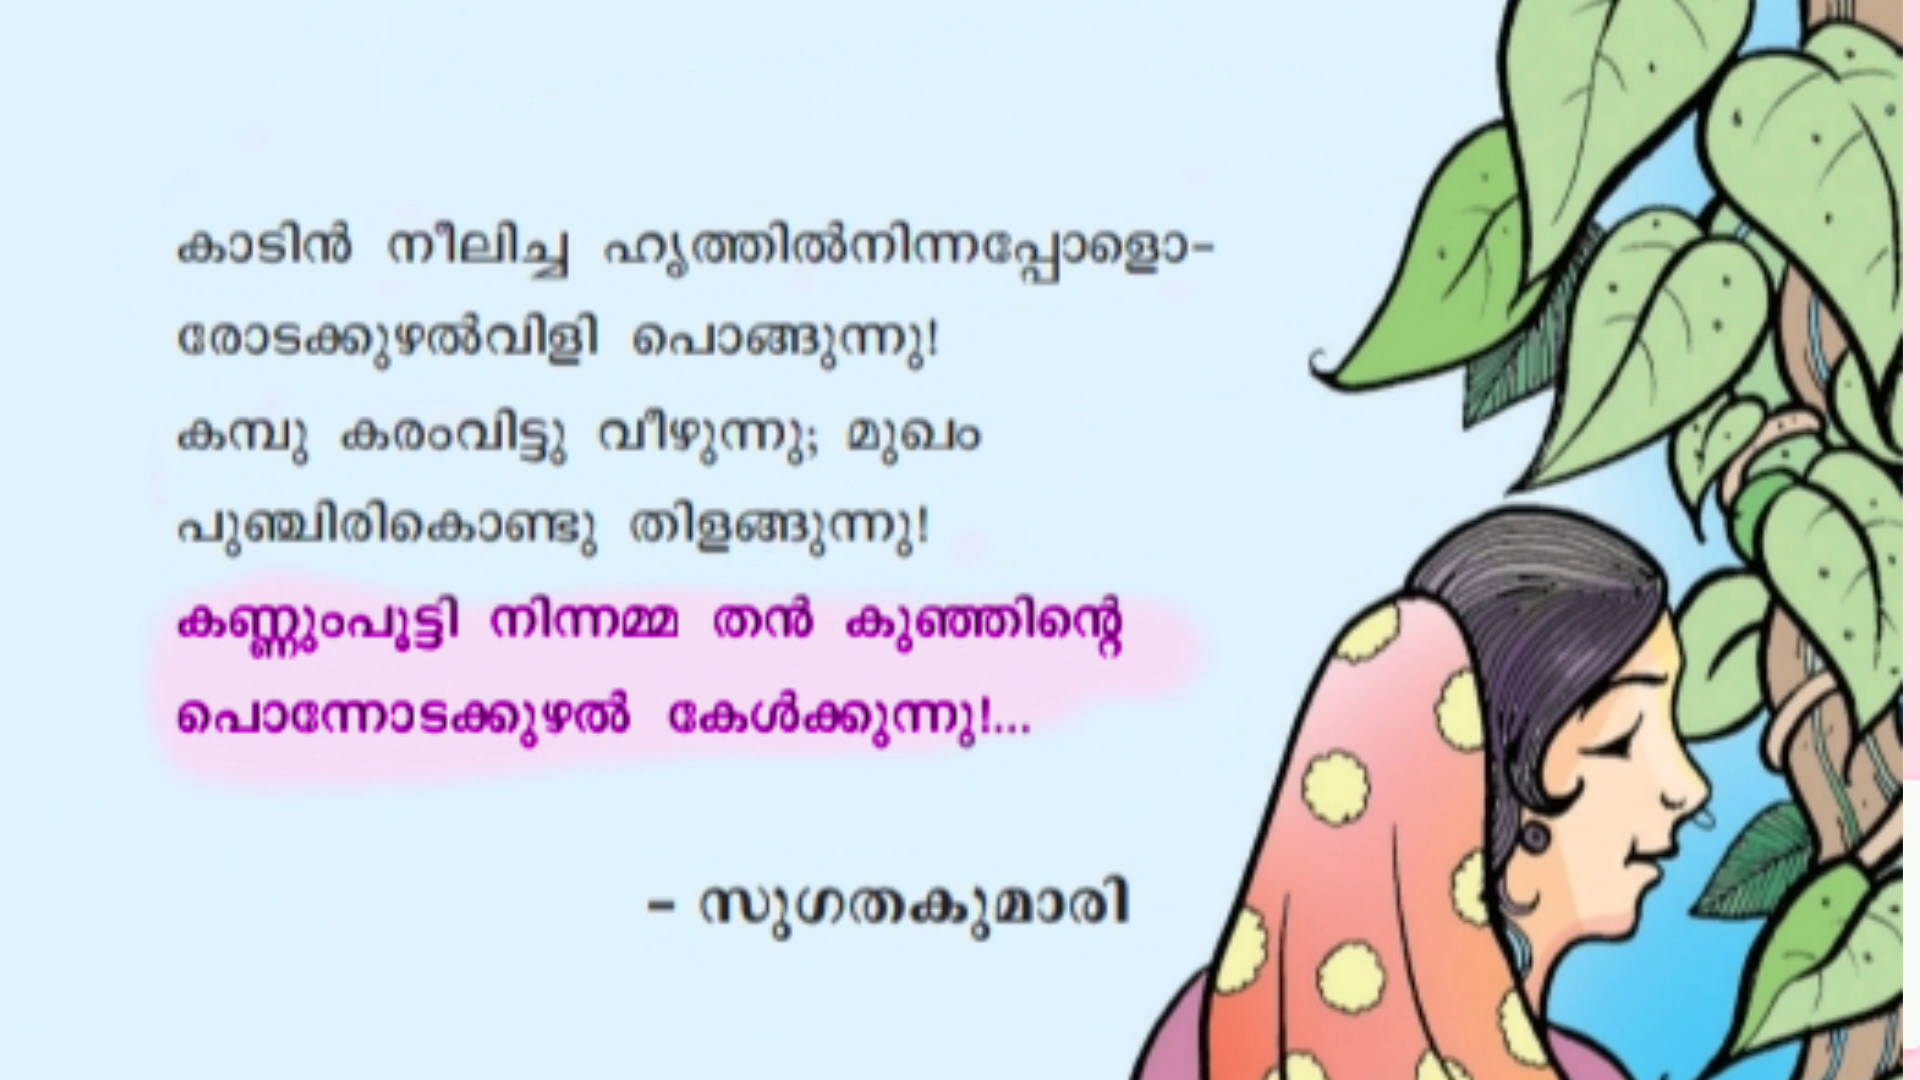 കാടിൻ നീലിച്ച ഹൃത്തിൽനിന്നപ്പോളൊ-
രോടക്കുഴൽവിളി പൊങ്ങുന്നു!
കമ്പു കരംവിട്ടു വീഴുന്നു; മുഖം
പുഞ്ചിരികൊണ്ടു തിളങ്ങുന്നു!
കണ്ണുംപൂട്ടി നിന്നമ്മ തൻ കുഞ്ഞിന്റെ
പൊന്നോടക്കുഴൽ കേൾക്കുന്നു!...
- സുഗതകുമാരി